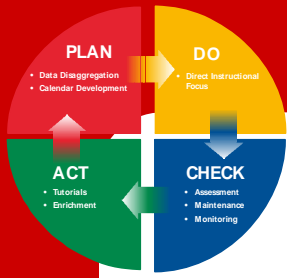 PLAN
• Data Disaggregation
• Calendar Development
DO
• Direct Instructional
Focus
ACT
• Tutorials
• Enrichment
CHECK
• Assessment
• Maintenance
• Monitoring